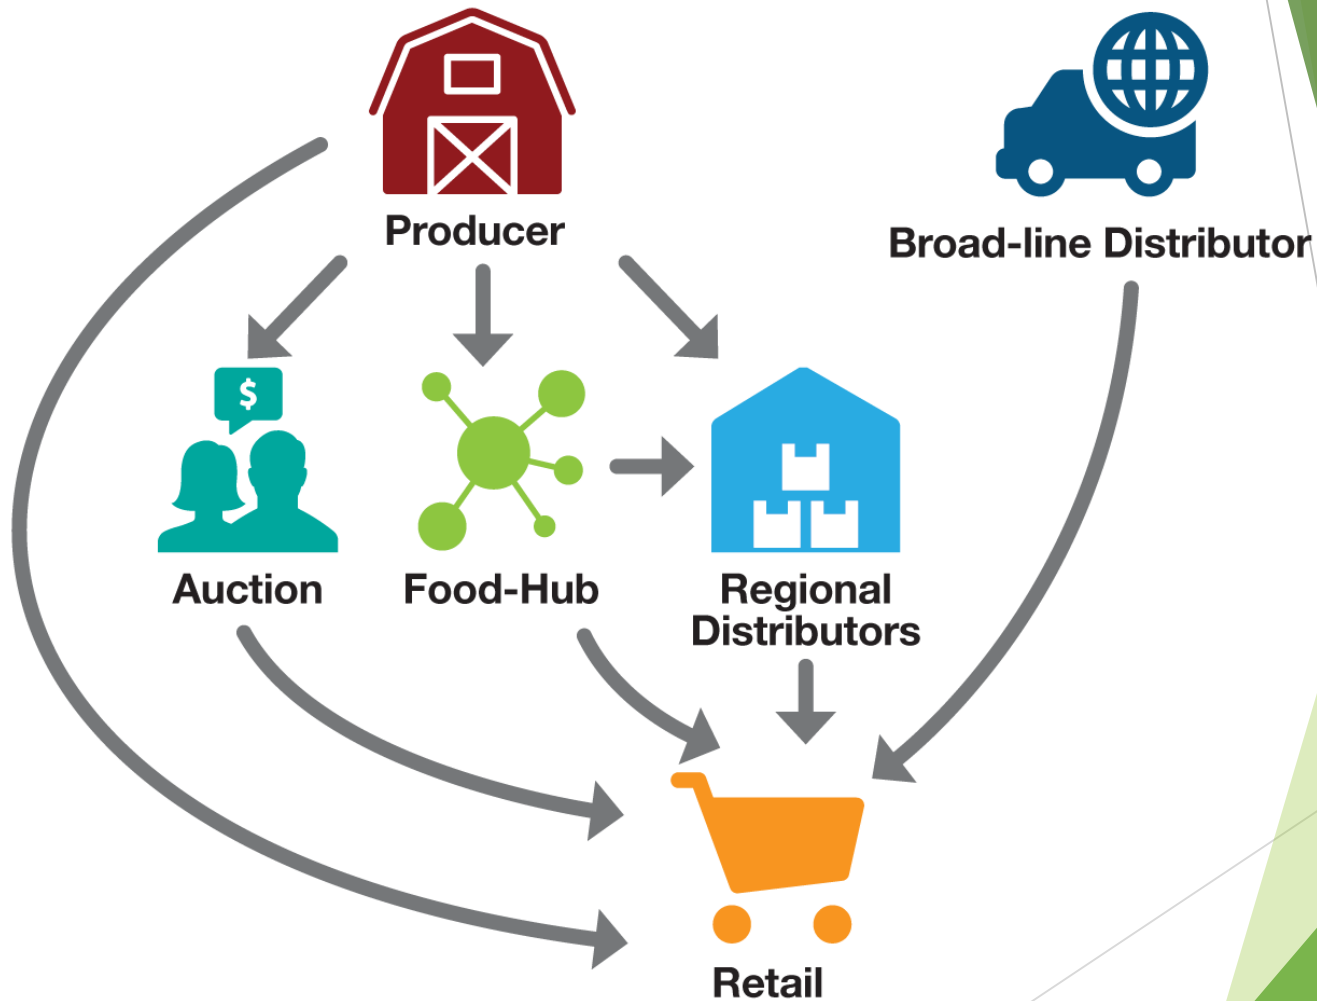 Producer
Broad-line Distributor
$
Auction
Food-Hub
Regional
Distributors
Retail